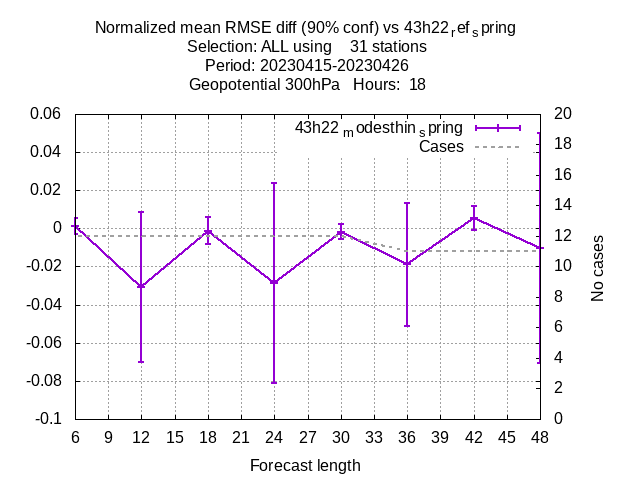 Normalized mean RMSE diff (90% conf) vs 43h22ref spring
Selection: ALL using 31 stations
Period: 20230415-20230426
Geopotential 300hPa Hours: 18
43h22modesthinspring
Cases
0.06
0.04
0.02
0
-0.02
-0.04
-0.06
-0.08
-0.1
20
18
16
14
12
10
8
6
4
2
0
No cases
6 9 12 15 18 21 24 27 30 33 36 39 42 45 48
Forecast length